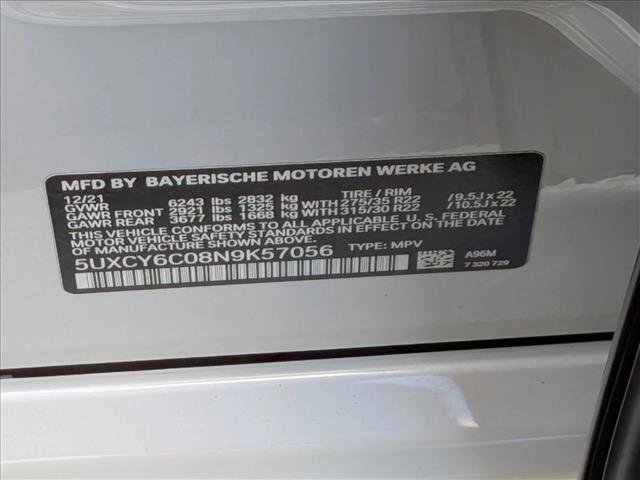 MFD BY BAYERISCHE MOTOREN WERKE AG
12/21 TIRE / RIM
GVWR 6243 lbs 2832 kg
GAWR FRONT 2921 lbs 1325 kg WITH 275/35 R22 / 9.5J x 22
GAWR REAR 3677 lbs 1668 kg WITH 315/30 R22 / 10.5J x 22
THIS VEHICLE CONFORMS TO ALL APPLICABLE U. S. FEDERAL
MOTOR VEHICLE SAFETY STANDARDS IN EFFECT ON THE DATE
OF MANUFACTURE SHOWN ABOVE.
5UXCY6C08N9K57056 TYPE: MPV
A96M
7 320 729